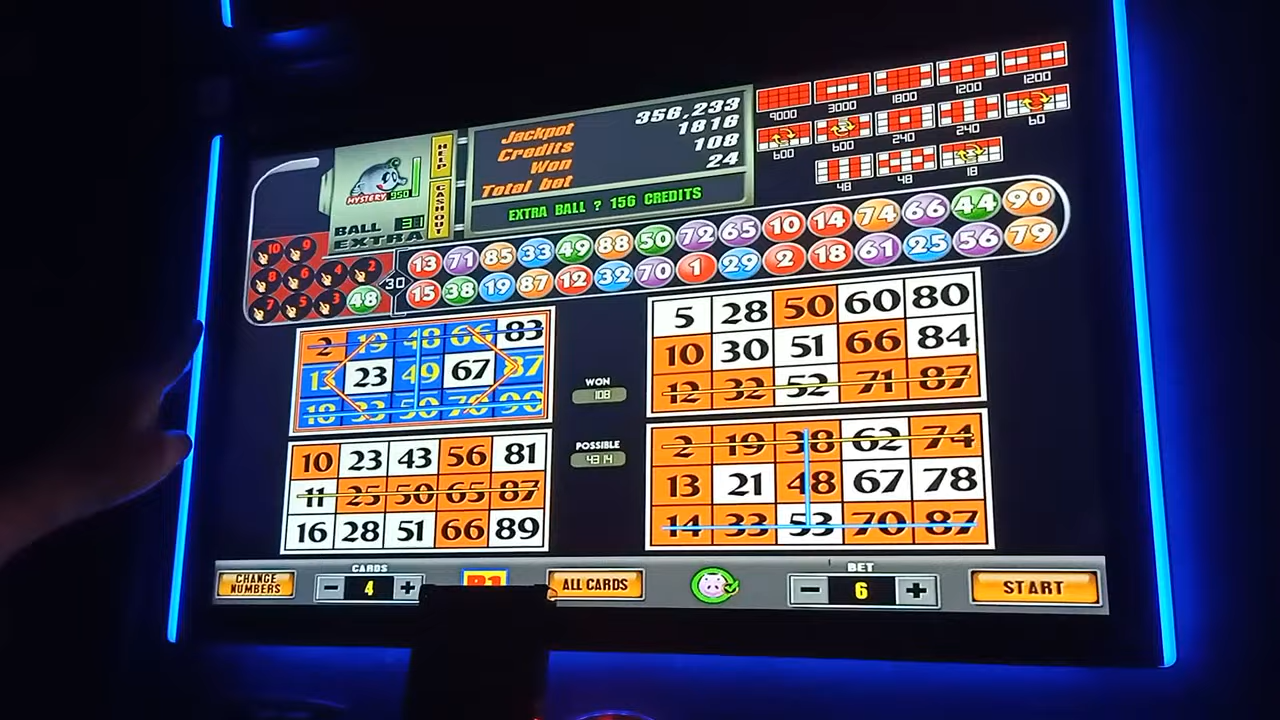 Jackpot 358,233
Credits 1816
Won 108
Total bet 24
EXTRA BALL ? 156 CREDITS
HELP
CASHOUT
MYSTERY 350
BALL
EXTRA
9000 3000 1800 1200 1200
600 600 240 240 60
48 48 18
10 9
8 6 4 2
7 5 3 48
30
13 71 85 33 49 88 50 72 65 10 14 74 66 44 90
15 38 19 87 12 32 70 1 29 2 18 61 25 56 79
2 19 48 66 83
13 23 49 67 87
18 33 50 70 90
5 28 50 60 80
10 30 51 66 84
12 32 52 71 87
WON
108
POSSIBLE
4314
10 23 43 56 81
11 25 50 65 87
16 28 51 66 89
2 19 38 62 74
13 21 48 67 78
14 33 53 70 87
CHANGE NUMBERS
CARDS
- 4 +
ALL CARDS
BET
- 6 +
START